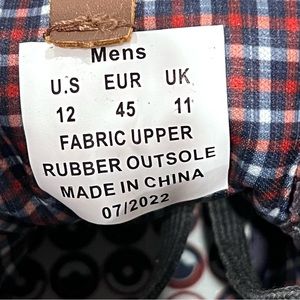 Mens
U.S EUR UK
12 45 11
FABRIC UPPER
RUBBER OUTSOLE
MADE IN CHINA
07/2022